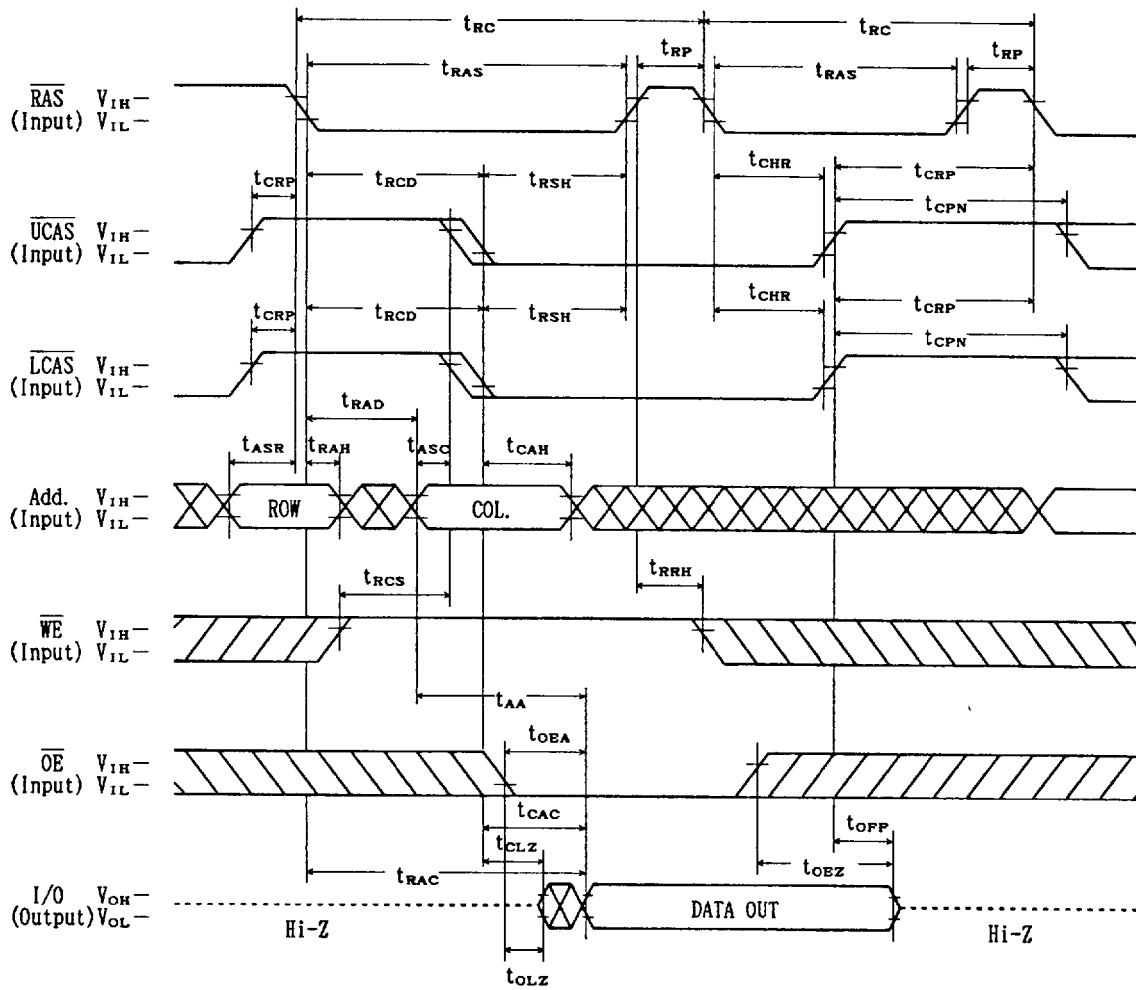 tRC tRC
tRAS tRP tRAS tRP
RAS VIH
(Input) VIL
tCRP tRCD tRSH tCHR tCRP
tCPN
UCAS VIH
(Input) VIL
tCRP tRCD tRSH tCHR tCRP
tCPN
LCAS VIH
(Input) VIL
tRAD
tASR tRAH tASC tCAH
Add. VIH
(Input) VIL
ROW COL.
tRCS tRRH
WE VIH
(Input) VIL
tAA
tOEA
OE VIH
(Input) VIL
tCAC
tCLZ tOFF
tRAC tOEZ
I/O VOH
(Output) VOL
DATA OUT
Hi-Z Hi-Z
tOLZ